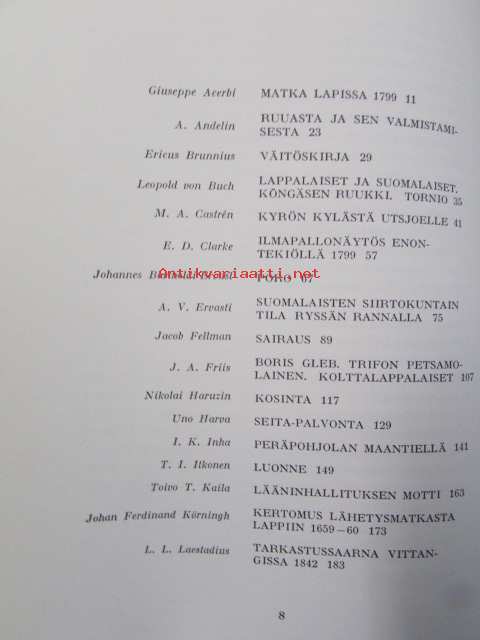 Giuseppe Acerbi MATKA LAPISSA 1799 11
A. Andelin RUUASTA JA SEN VALMISTAMI-
SESTA 23
Ericus Brunnius VÄITÖSKIRJA 29
Leopold von Buch LAPPALAISET JA SUOMALAISET.
KÖNGÄSEN RUUKKI. TORNIO 35
M. A. Castrén KYRÖN KYLÄSTÄ UTSJOELLE 41
E. D. Clarke ILMAPALLONÄYTÖS ENON-
TEKIÖLLÄ 1799 57
Johannes PORO 67
Antikvariaatti.net
A. V. Ervasti SUOMALAISTEN SIIRTOKUNTAIN
TILA RYSSÄN RANNALLA 75
Jacob Fellman SAIRAUS 89
J. A. Friis BORIS GLEB. TRIFON PETSAMO-
LAINEN. KOLTTALAPPALAISET 107
Nikolai Haruzin KOSINTA 117
Uno Harva SEITA-PALVONTA 129
I. K. Inha PERÄPOHJOLAN MAANTIELLÄ 141
T. I. Itkonen LUONNE 149
Toivo T. Kaila LÄÄNINHALLITUKSEN MOTTI 163
Johan Ferdinand Körningh KERTOMUS LÄHETYSMATKASTA
LAPPIIN 1659–60 173
L. L. Laestadius TARKASTUSSAARNA VITTAN-
GISSA 1842 183
8